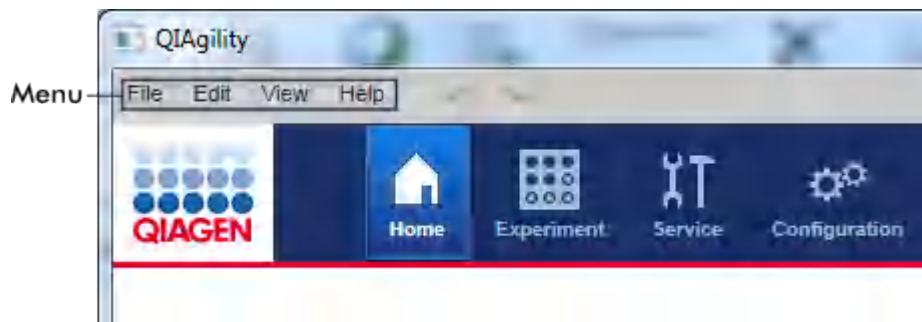 QIAgility
Menu File Edit View Help
QIAGEN Home Experiment Service Configuration